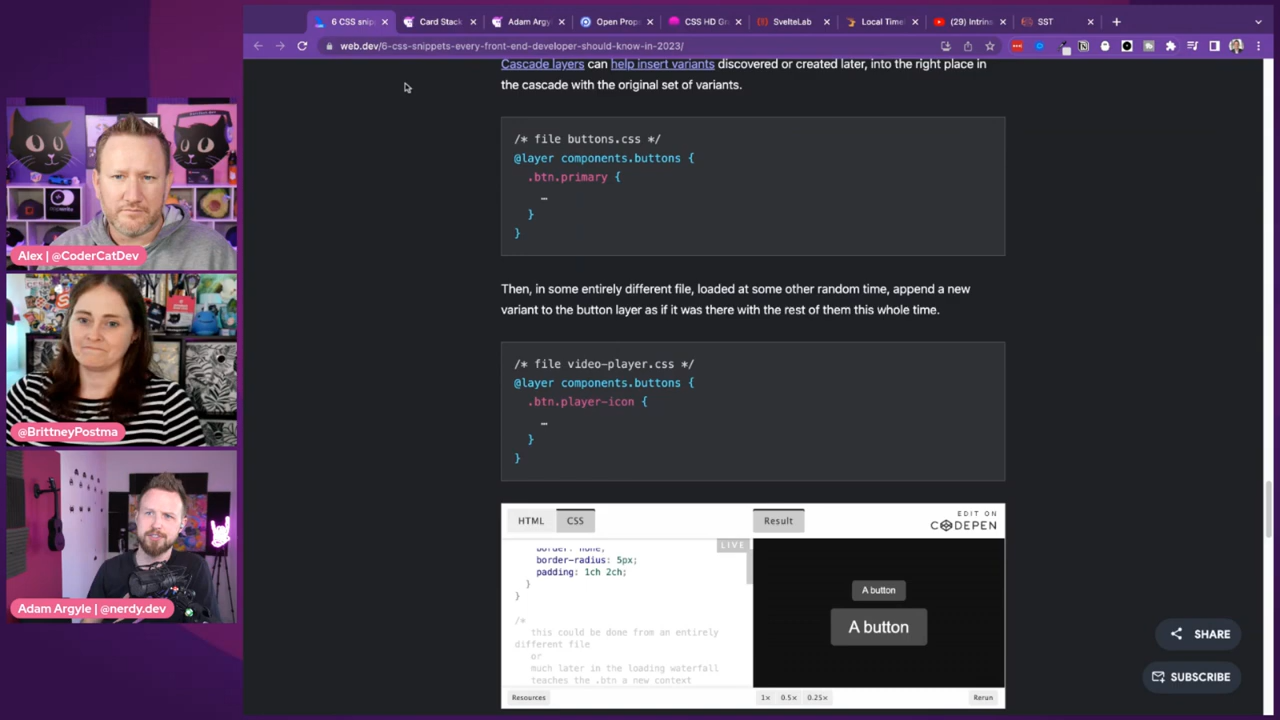 6 CSS snip
Card Stack
Adam Argyl
Open Props
CSS HD Gr
SvelteLab
Local Time
(29) Intrins
SST
web.dev/6-css-snippets-every-front-end-developer-should-know-in-2023/
Cascade layers can help insert variants discovered or created later, into the right place in
the cascade with the original set of variants.
/* file buttons.css */
@layer components.buttons {
.btn.primary {
…
}
}
Then, in some entirely different file, loaded at some other random time, append a new
variant to the button layer as if it was there with the rest of them this whole time.
/* file video-player.css */
@layer components.buttons {
.btn.player-icon {
…
}
}
HTML
CSS
Result
EDIT ON
CODEPEN
LIVE
border: none;
border-radius: 5px;
padding: 1ch 2ch;
}
}
/*
this could be done from an entirely
different file
or
much later in the loading waterfall
teaches the .btn a new context
A button
A button
Resources
1×
0.5×
0.25×
Rerun
SHARE
SUBSCRIBE
Alex | @CoderCatDev
@BrittneyPostma
Adam Argyle | @nerdy.dev